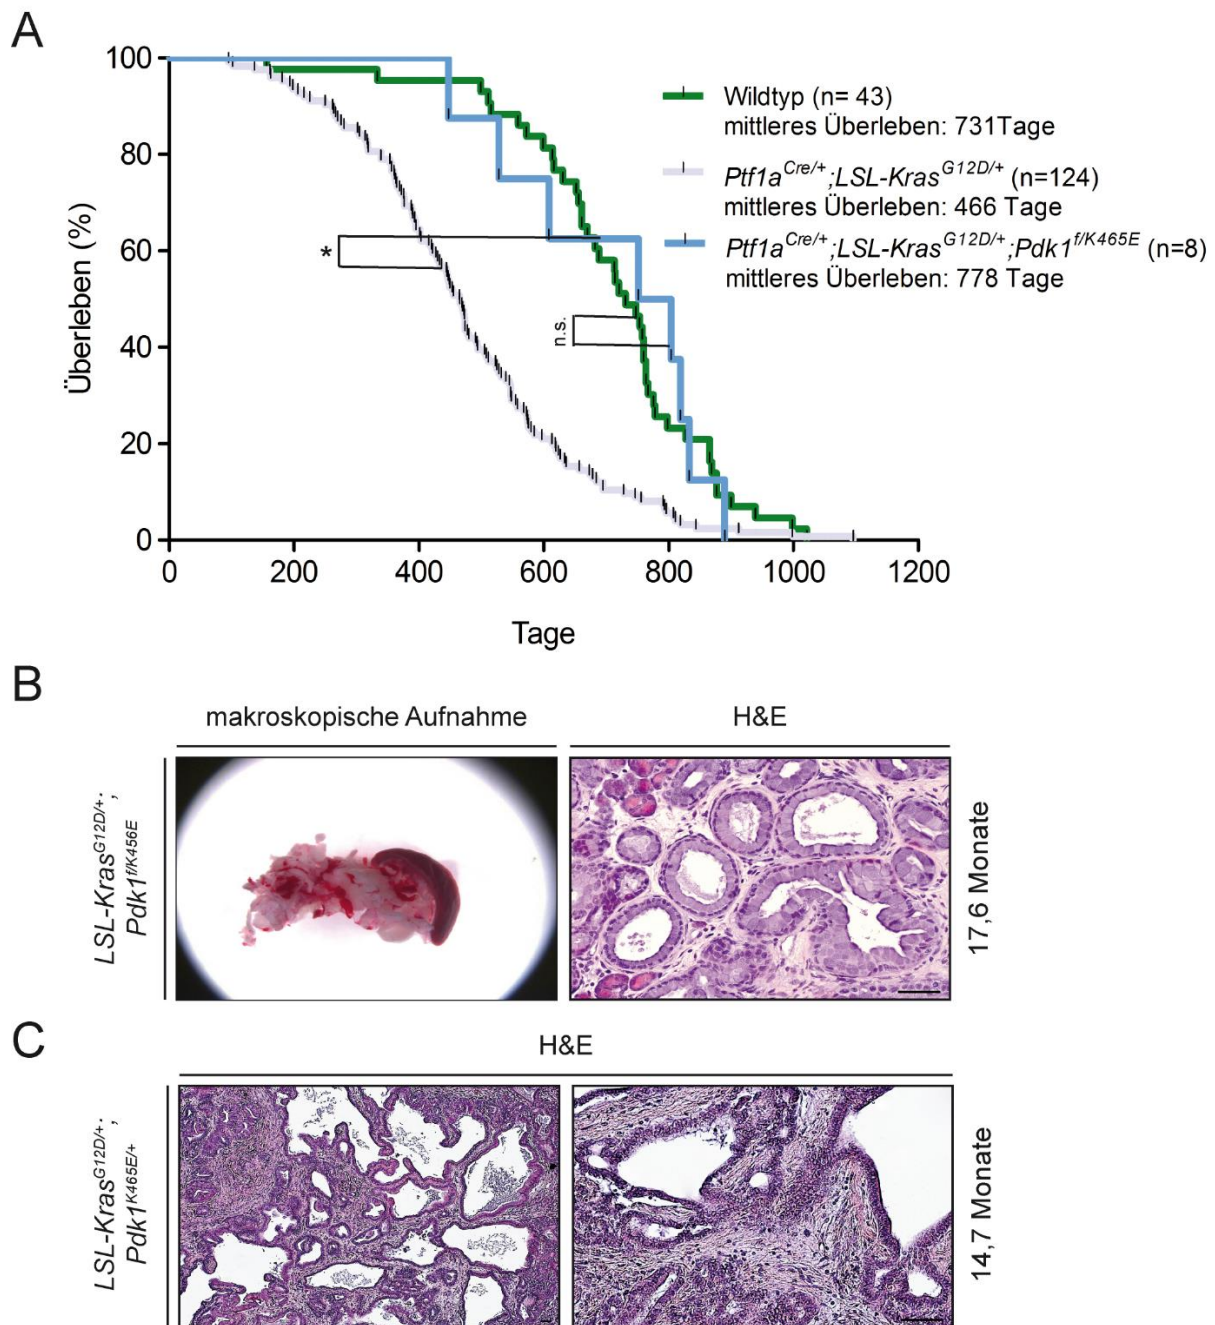 A
100
80
60
40
20
0
Überleben (%)
0 200 400 600 800 1000 1200
Tage
*
n.s.
Wildtyp (n= 43)
mittleres Überleben: 731Tage
Ptf1a^Cre/+;LSL-Kras^G12D/+ (n=124)
mittleres Überleben: 466 Tage
Ptf1a^Cre/+;LSL-Kras^G12D/+;Pdk1^f/K465E (n=8)
mittleres Überleben: 778 Tage
B
makroskopische Aufnahme
H&E
LSL-Kras^G12D/+;
Pdk1^f/K456E
17,6 Monate
C
H&E
LSL-Kras^G12D/+;
Pdk1^K465E/+
14,7 Monate